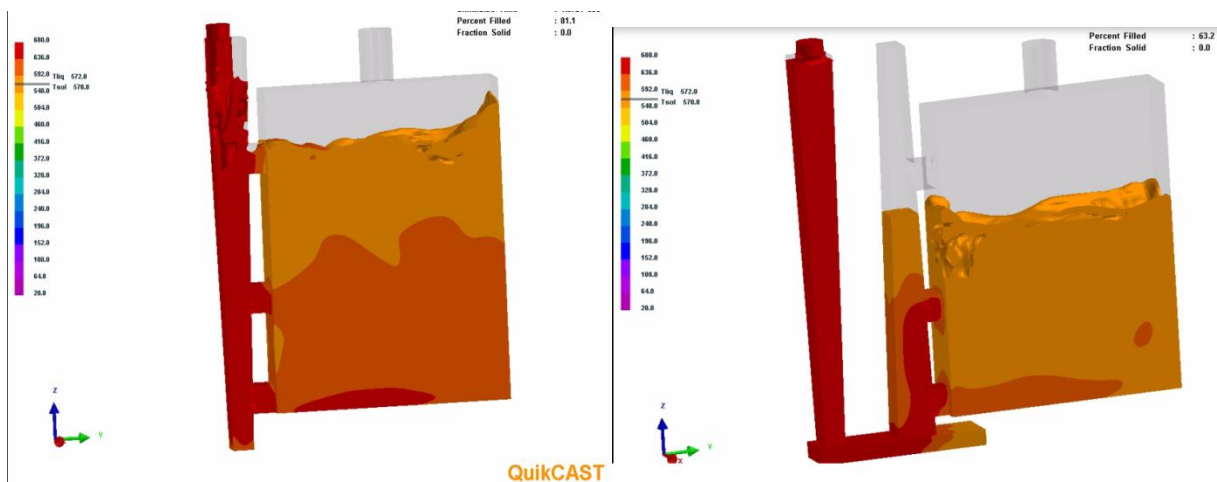 Percent Filled : 81.1
Fraction Solid : 0.0
680.0
636.0
592.0
Tliq 572.0
548.0
Tsol 570.0
504.0
460.0
416.0
372.0
328.0
284.0
240.0
196.0
152.0
108.0
64.0
20.0
Z
Y
QuikCAST
Percent Filled : 63.2
Fraction Solid : 0.0
680.0
636.0
592.0
Tliq 572.0
548.0
Tsol 570.0
504.0
460.0
416.0
372.0
328.0
284.0
240.0
196.0
152.0
108.0
64.0
20.0
Z
Y
X